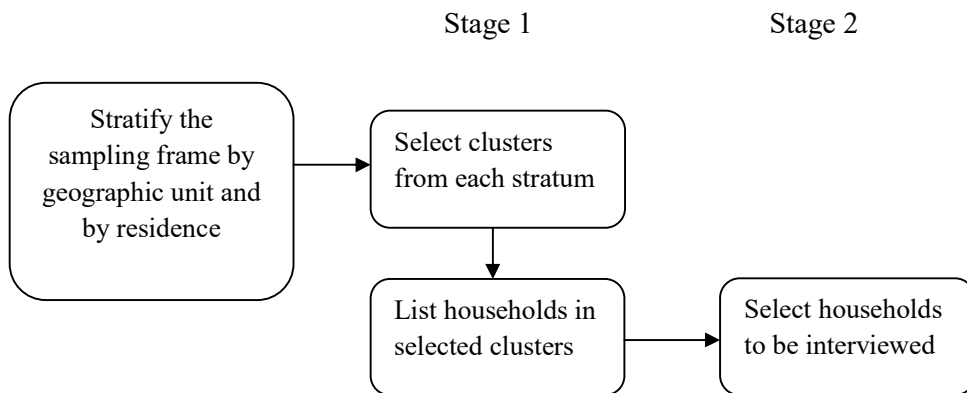 Stage 1
Stage 2
Stratify the
sampling frame by
geographic unit and
by residence
Select clusters
from each stratum
List households in
selected clusters
Select households
to be interviewed